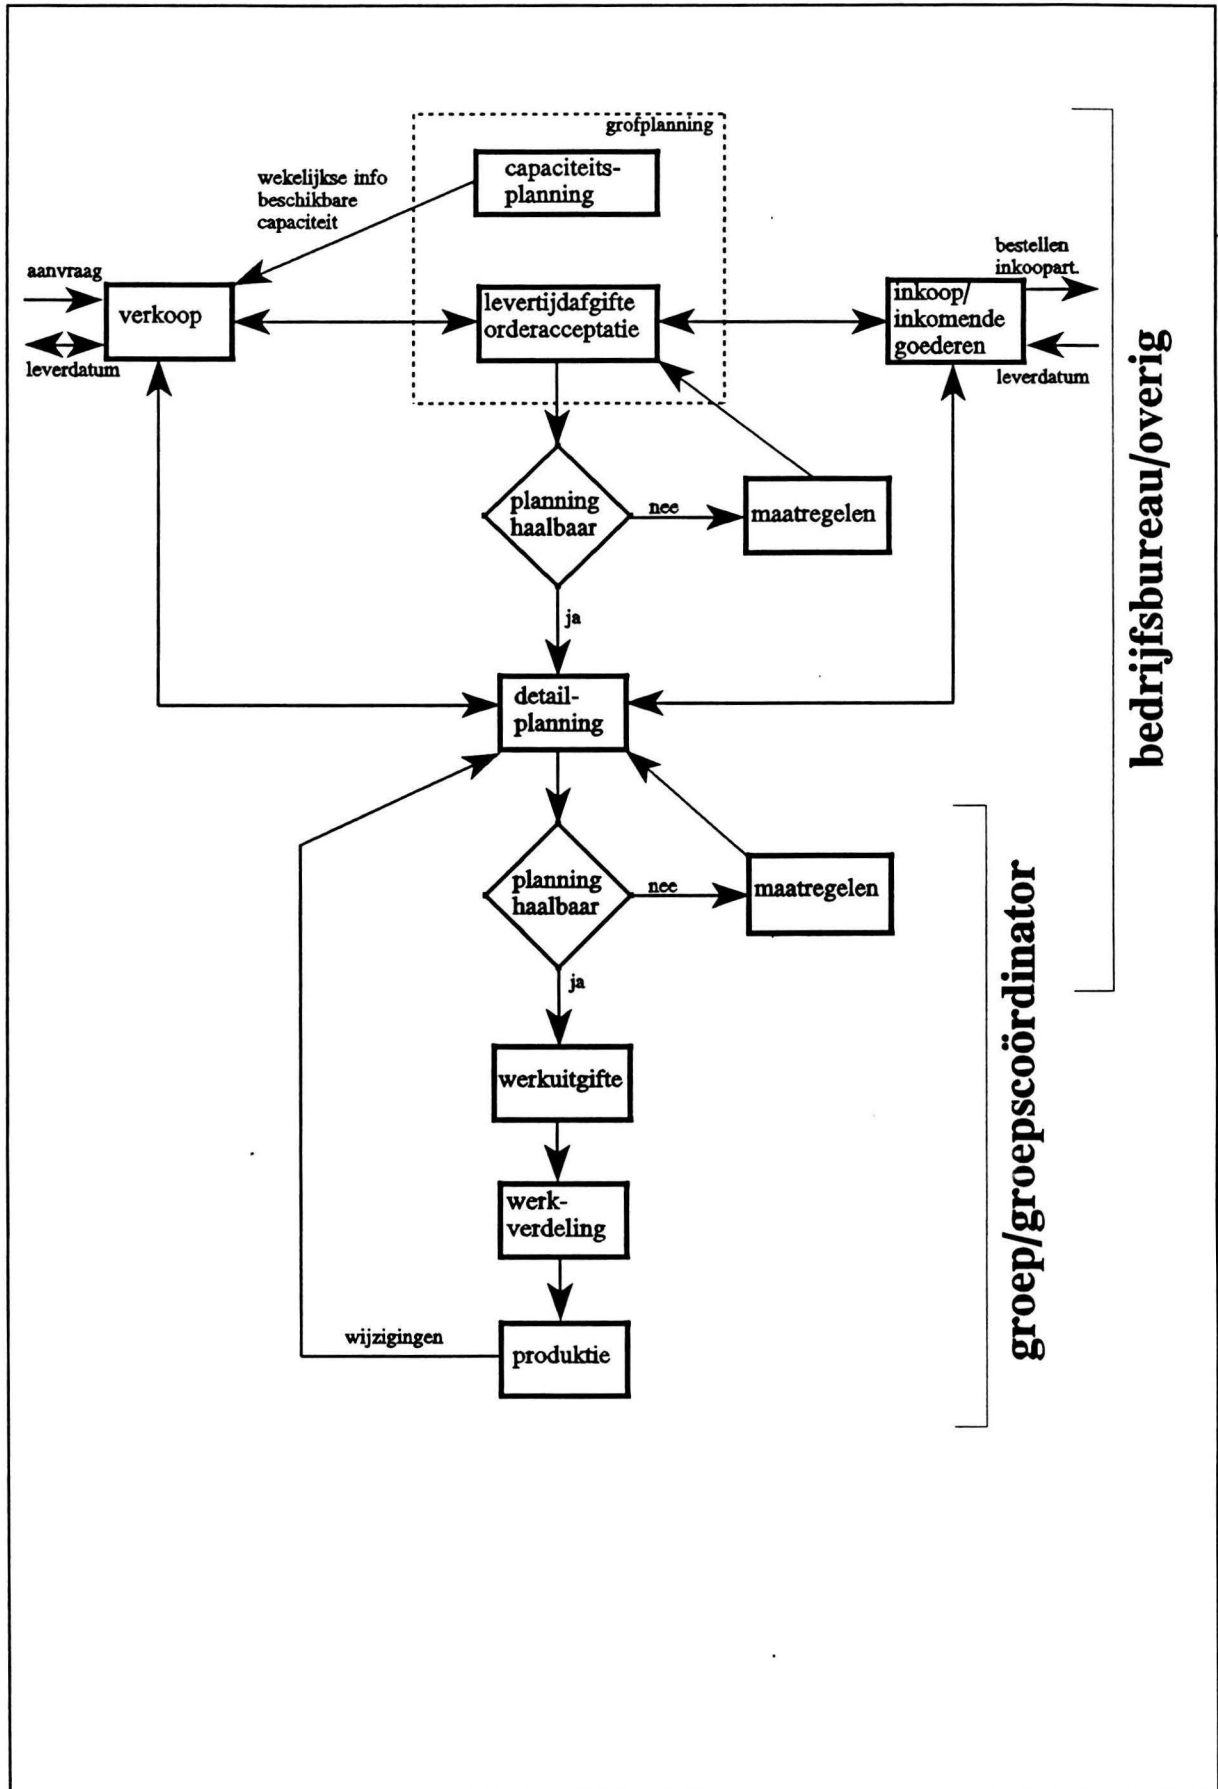 grofplanning
capaciteits-
planning
wekelijkse info
beschikbare
capaciteit
aanvraag
verkoop
leverdatum
levertijdafgifte
orderacceptatie
inkoop/
inkomende
goederen
bestellen
inkoopart.
leverdatum
planning
haalbaar
nee
maatregelen
ja
detail-
planning
planning
haalbaar
nee
maatregelen
ja
werkuitgifte
werk-
verdeling
produktie
wijzigingen
bedrijfsbureau/overig
groep/groepscoördinator